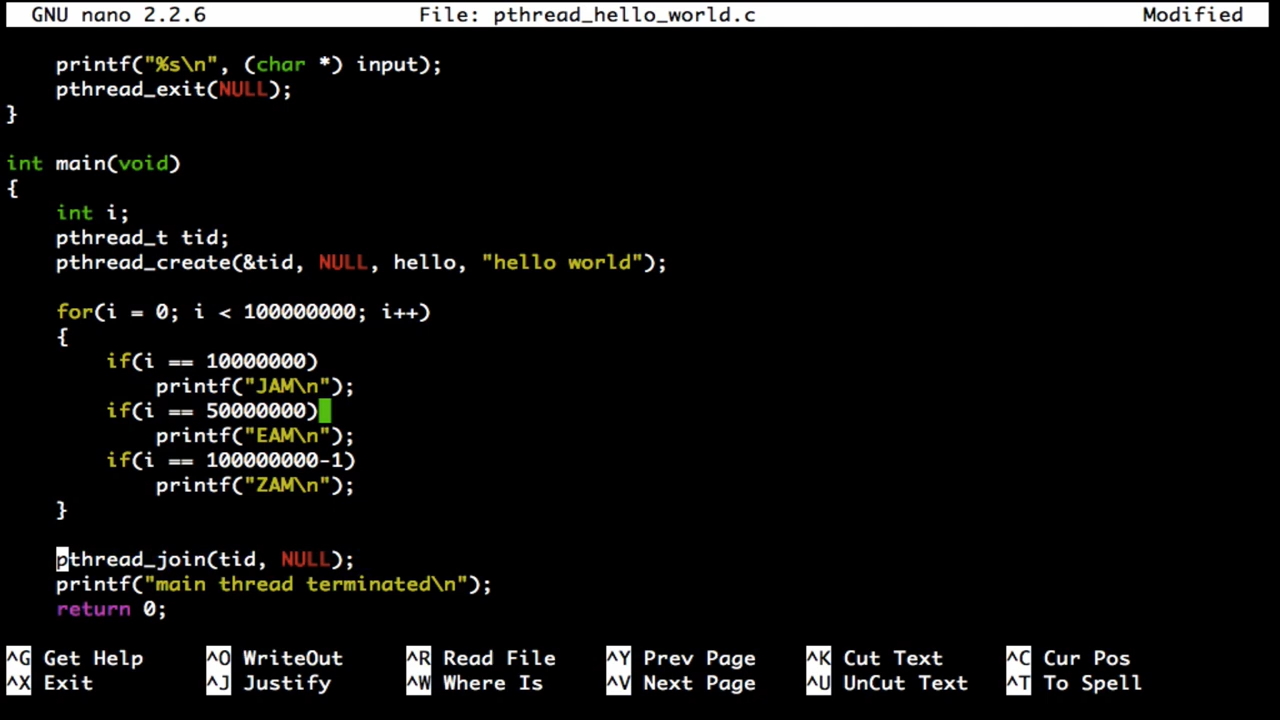 GNU nano 2.2.6 File: pthread_hello_world.c Modified
printf("%s\n", (char *) input);
pthread_exit(NULL);
}
int main(void)
{
int i;
pthread_t tid;
pthread_create(&tid, NULL, hello, "hello world");
for(i = 0; i < 100000000; i++)
{
if(i == 10000000)
printf("JAM\n");
if(i == 50000000)
printf("EAM\n");
if(i == 100000000-1)
printf("ZAM\n");
}
pthread_join(tid, NULL);
printf("main thread terminated\n");
return 0;
^G Get Help ^O WriteOut ^R Read File ^Y Prev Page ^K Cut Text ^C Cur Pos
^X Exit ^J Justify ^W Where Is ^V Next Page ^U UnCut Text ^T To Spell